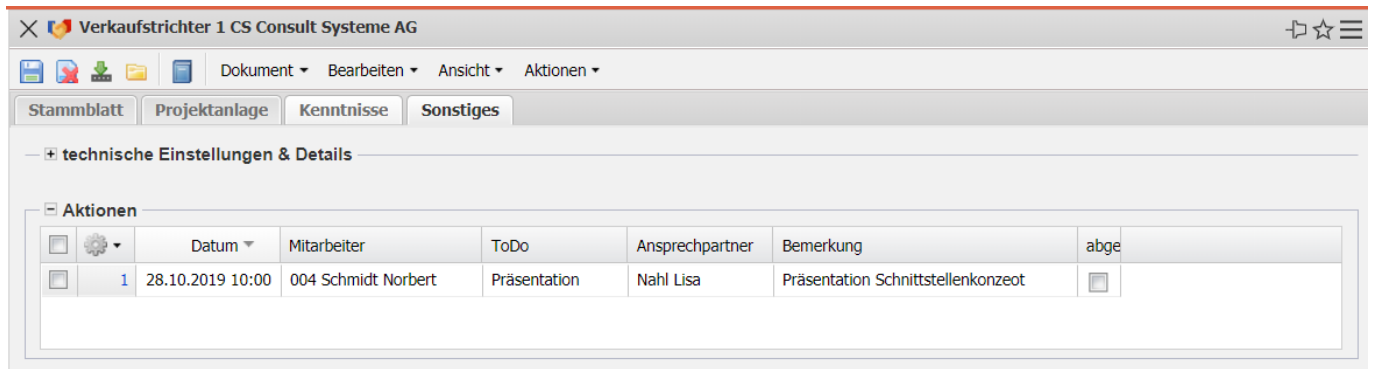 Verkaufstrichter 1 CS Consult Systeme AG
Dokument Bearbeiten Ansicht Aktionen
Stammblatt Projektanlage Kenntnisse Sonstiges
technische Einstellungen & Details
Aktionen
Datum Mitarbeiter ToDo Ansprechpartner Bemerkung abge
1 28.10.2019 10:00 004 Schmidt Norbert Präsentation Nahl Lisa Präsentation Schnittstellenkonzeot